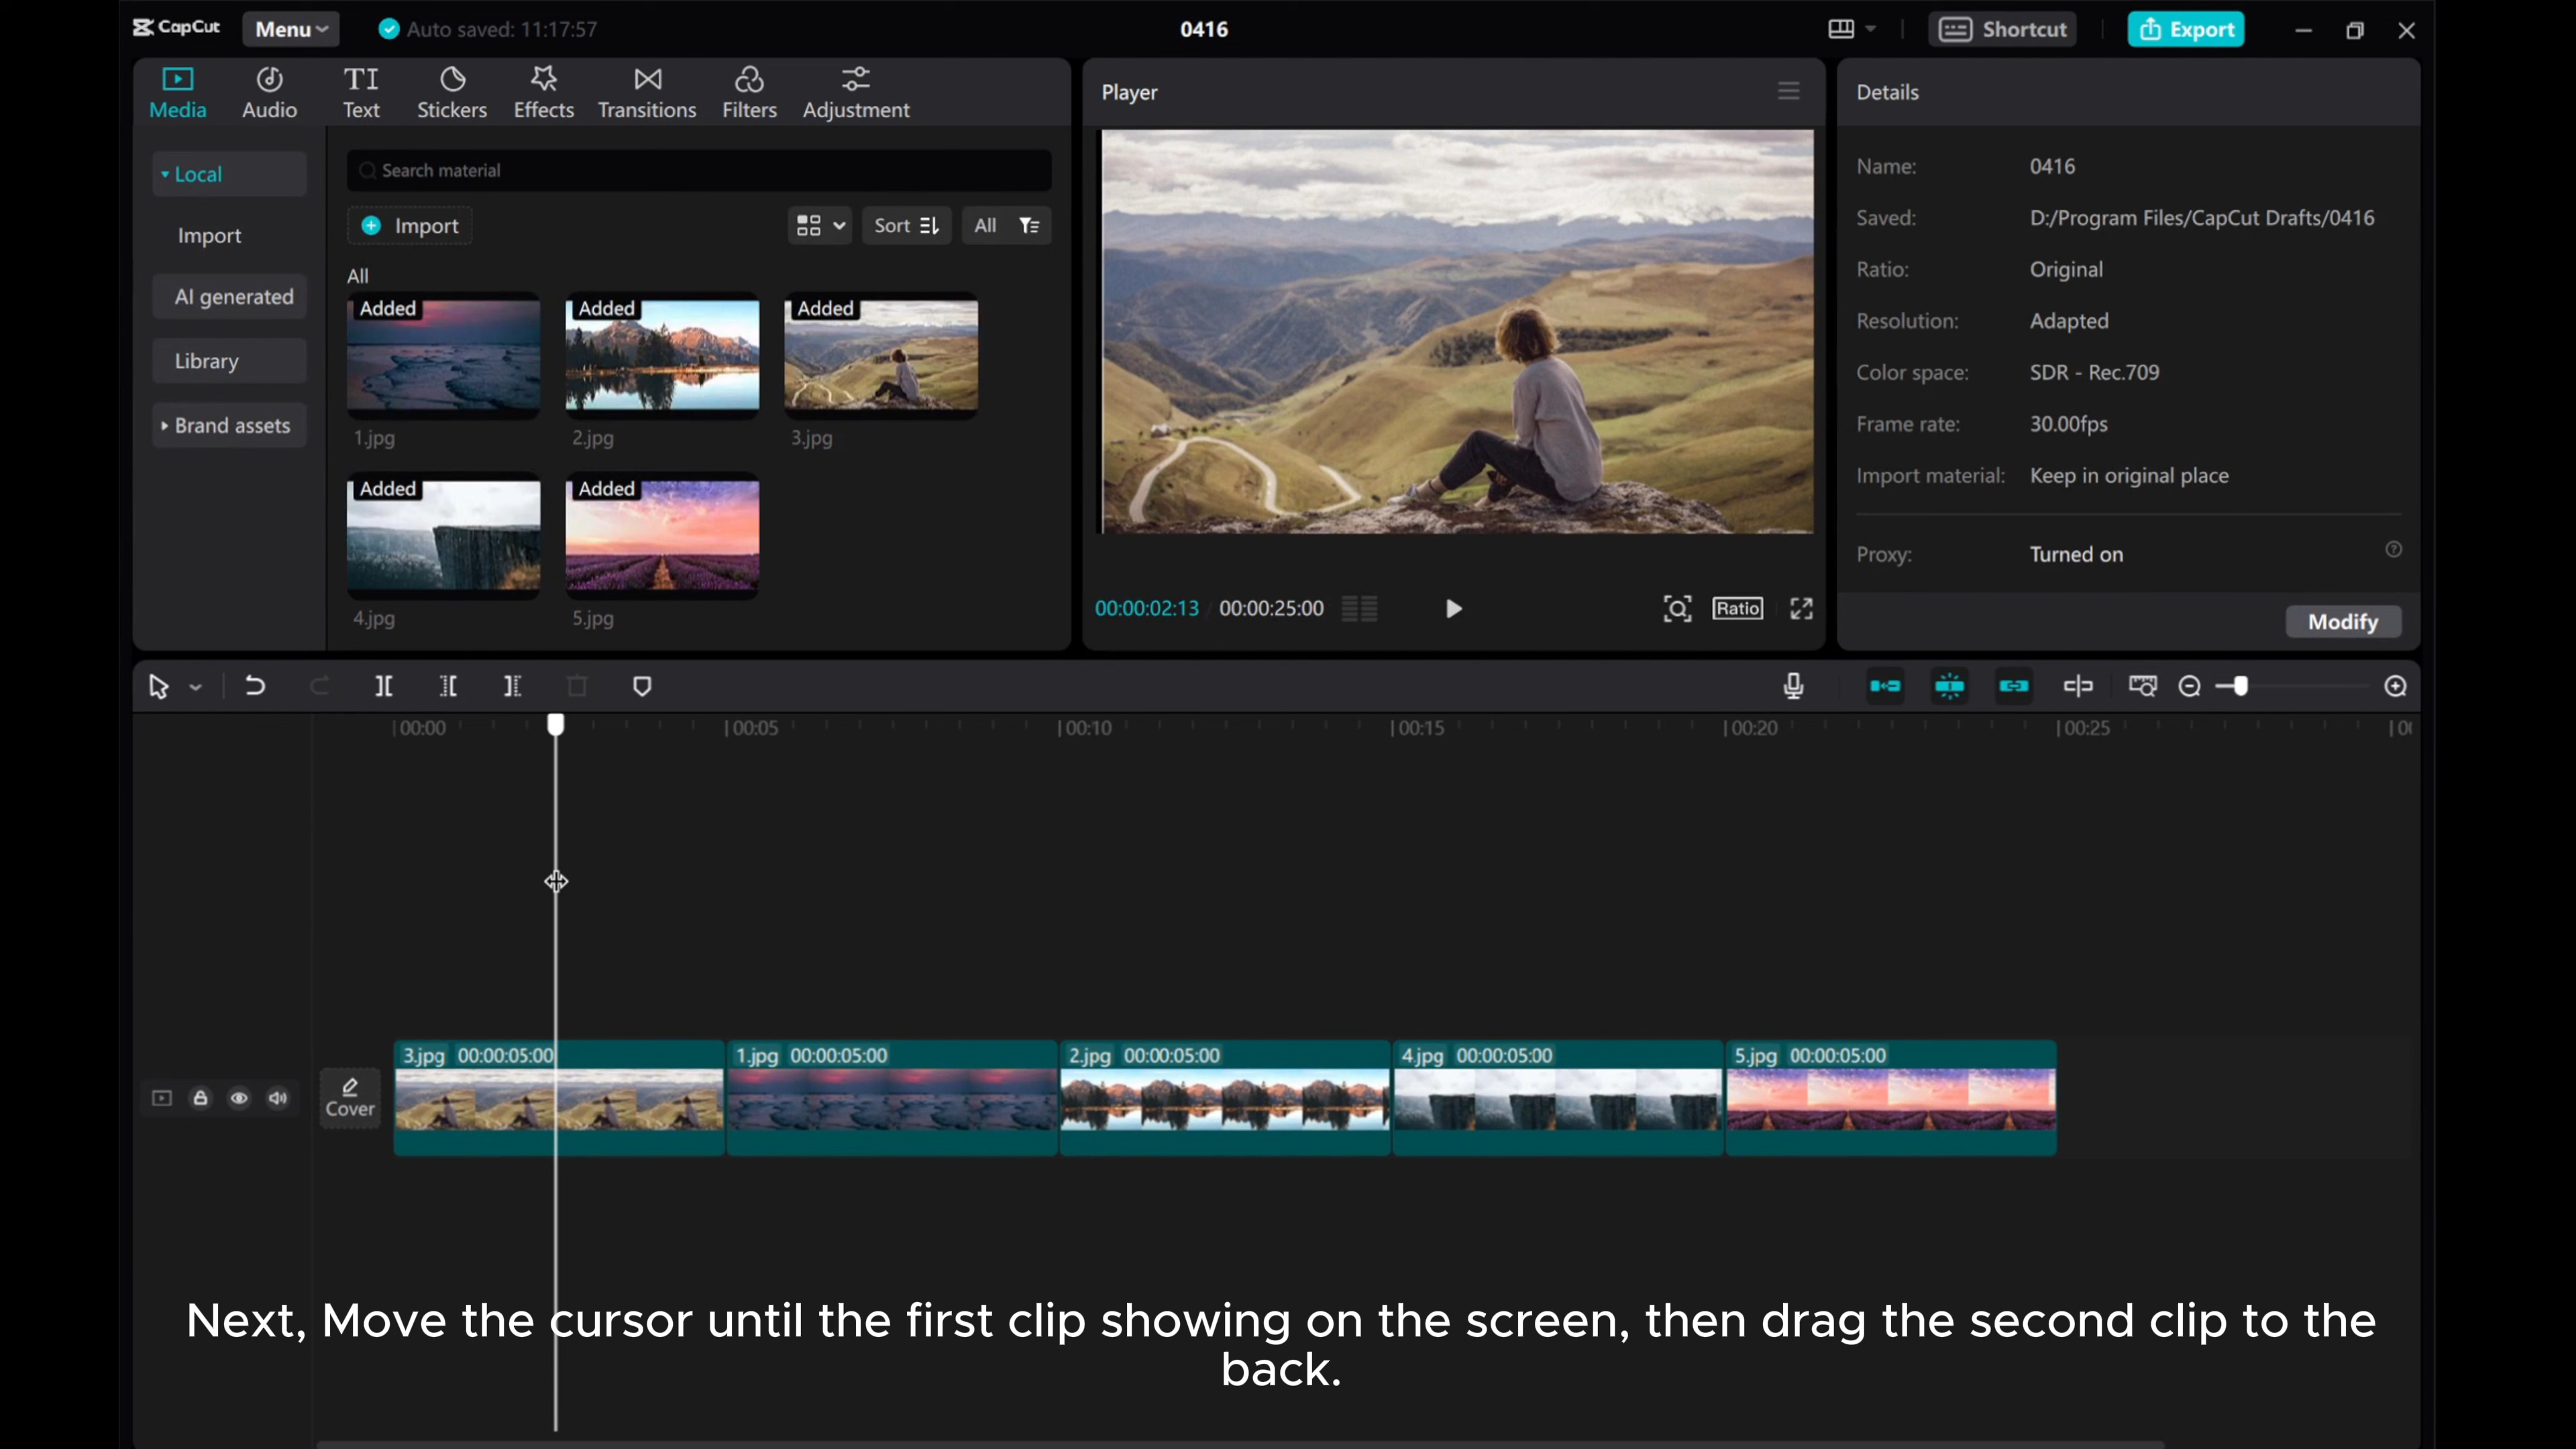 CapCut
Menu
Auto saved: 11:17:57
0416
Shortcut
Export
Media
Audio
TI
Text
Stickers
Effects
Transitions
Filters
Adjustment
Local
Import
AI generated
Library
Brand assets
Search material
Import
Sort
All
All
Added
Added
Added
1.jpg
2.jpg
3.jpg
Added
Added
4.jpg
5.jpg
Player
00:00:02:13 / 00:00:25:00
Ratio
Details
Name: 0416
Saved: D:/Program Files/CapCut Drafts/0416
Ratio: Original
Resolution: Adapted
Color space: SDR - Rec.709
Frame rate: 30.00fps
Import material: Keep in original place
Proxy: Turned on
Modify
00:00
00:05
00:10
00:15
00:20
00:25
Cover
3.jpg 00:00:05:00
1.jpg 00:00:05:00
2.jpg 00:00:05:00
4.jpg 00:00:05:00
5.jpg 00:00:05:00
Next, Move the cursor until the first clip showing on the screen, then drag the second clip to the
back.